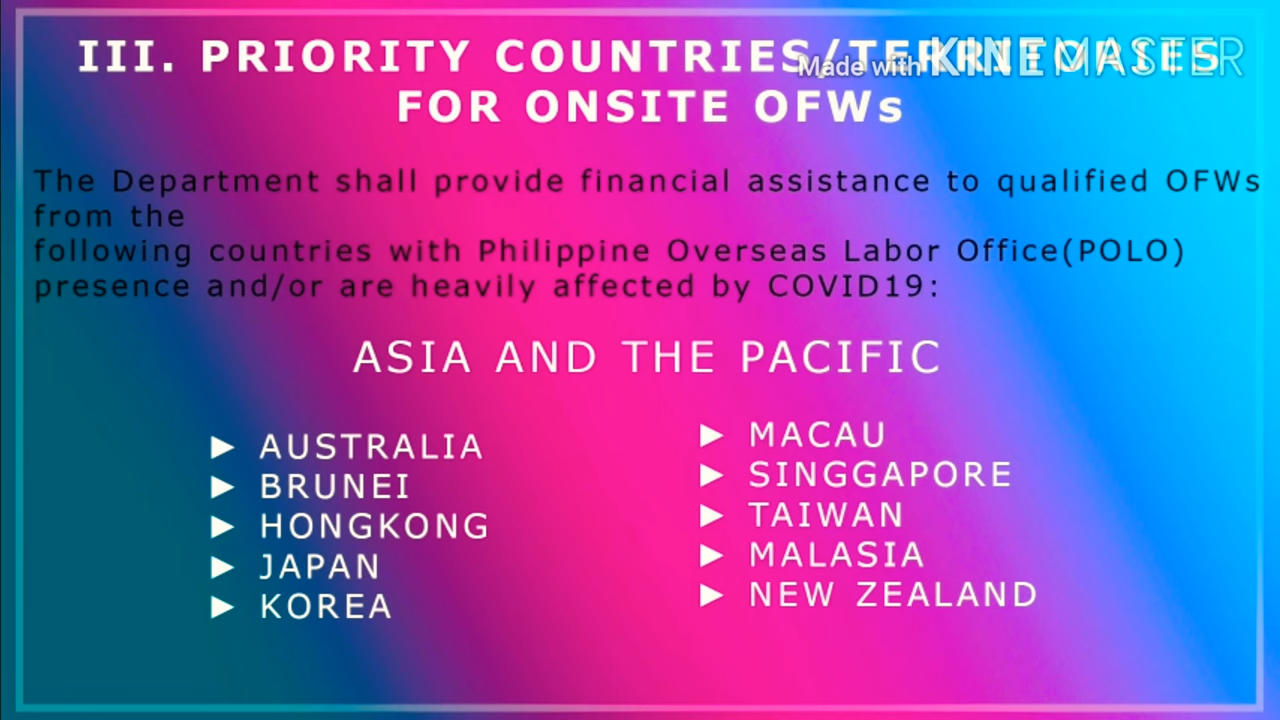 III. PRIORITY COUNTRIES/TERRITORIES
Made with KINEMASTER
FOR ONSITE OFWs
The Department shall provide financial assistance to qualified OFWs
from the
following countries with Philippine Overseas Labor Office(POLO)
presence and/or are heavily affected by COVID19:
ASIA AND THE PACIFIC
► AUSTRALIA
► BRUNEI
► HONGKONG
► JAPAN
► KOREA
► MACAU
► SINGGAPORE
► TAIWAN
► MALASIA
► NEW ZEALAND